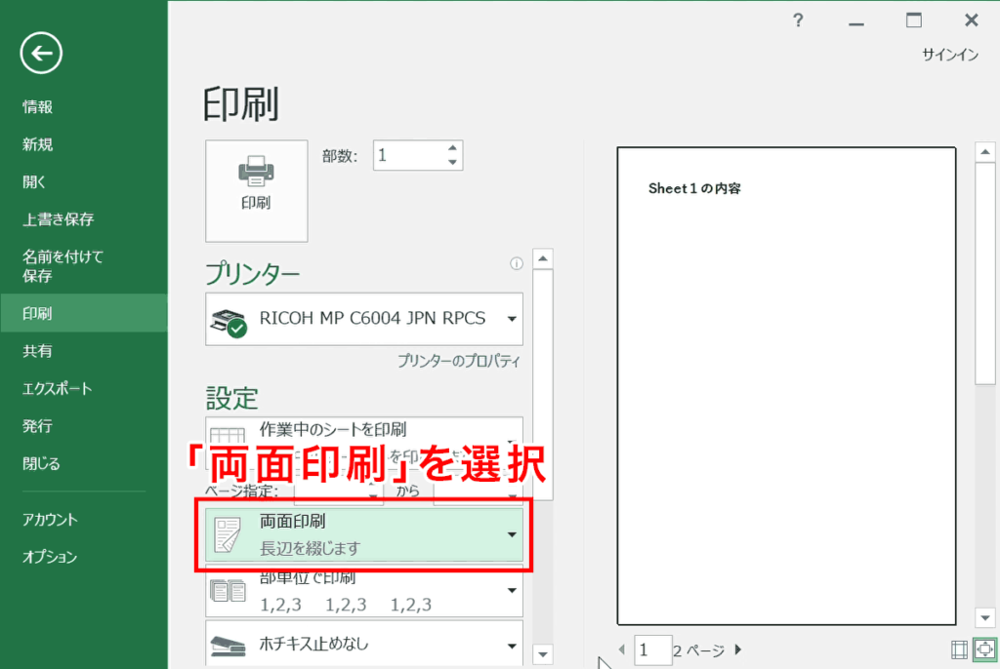 ?
サインイン
情報
新規
開く
上書き保存
名前を付けて
保存
印刷
共有
エクスポート
発行
閉じる
アカウント
オプション
印刷
印刷
部数: 1
プリンター
RICOH MP C6004 JPN RPCS
プリンターのプロパティ
設定
作業中のシートを印刷
「両面印刷」を選択
ページ指定: から
両面印刷
長辺を綴じます
部単位で印刷
1,2,3 1,2,3 1,2,3
ホチキス止めなし
Sheet1の内容
1 2 ページ